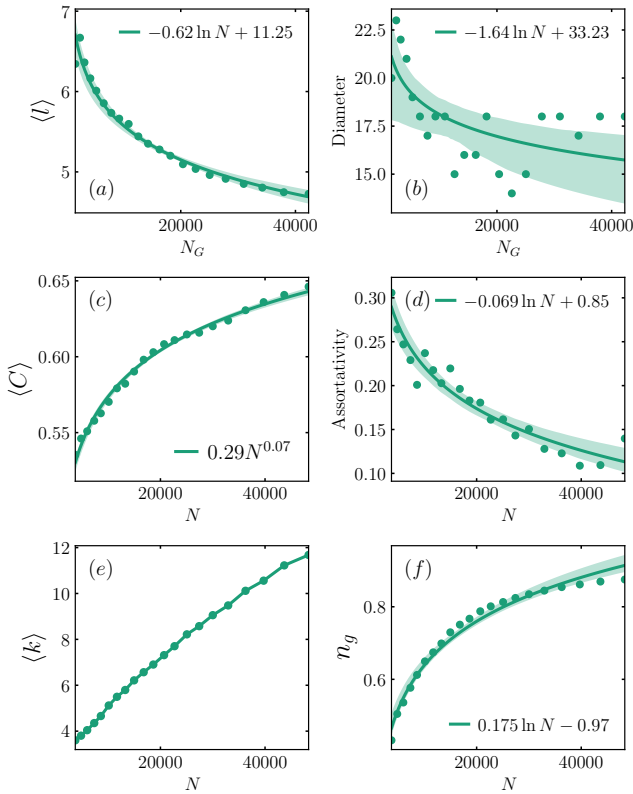 7
6
5
⟨l⟩
−0.62 ln N + 11.25
(a)
20000 40000
N_G
22.5
20.0
17.5
15.0
Diameter
−1.64 ln N + 33.23
(b)
20000 40000
N_G
0.65
0.60
0.55
⟨C⟩
(c)
0.29N^{0.07}
20000 40000
N
0.30
0.25
0.20
0.15
0.10
Assortativity
(d)
−0.069 ln N + 0.85
20000 40000
N
12
10
8
6
4
⟨k⟩
(e)
20000 40000
N
0.8
0.6
n_g
(f)
0.175 ln N − 0.97
20000 40000
N